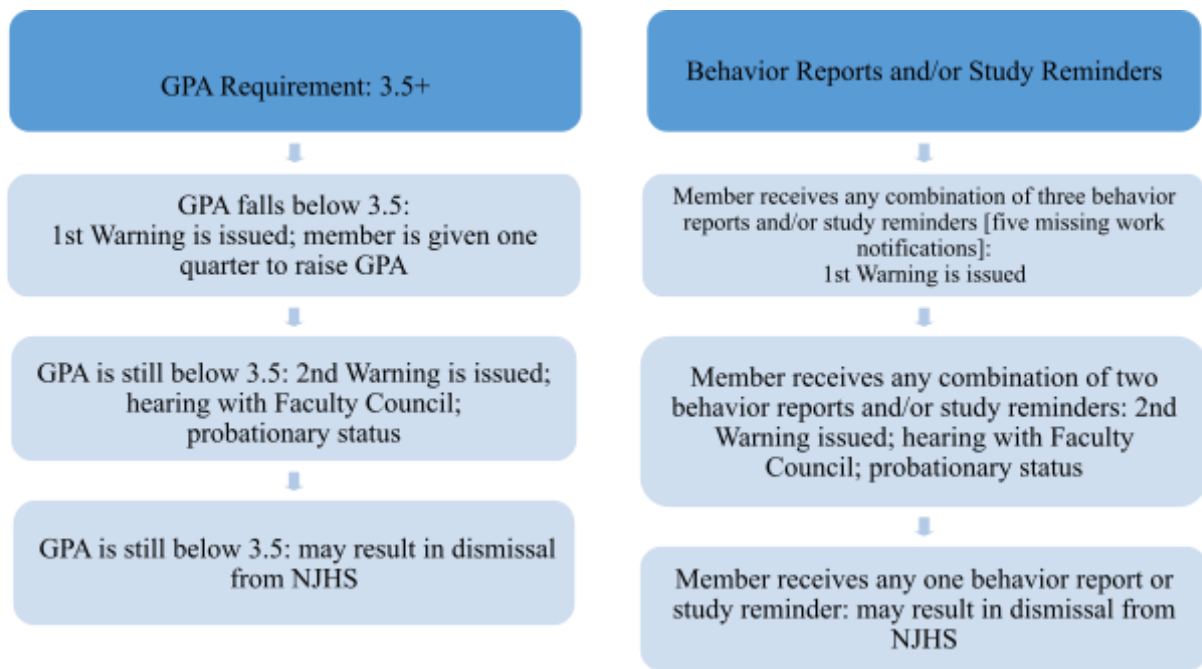 GPA Requirement: 3.5+
GPA falls below 3.5:
1st Warning is issued; member is given one
quarter to raise GPA
GPA is still below 3.5: 2nd Warning is issued;
hearing with Faculty Council;
probationary status
GPA is still below 3.5: may result in dismissal
from NJHS
Behavior Reports and/or Study Reminders
Member receives any combination of three behavior
reports and/or study reminders [five missing work
notifications]:
1st Warning is issued
Member receives any combination of two
behavior reports and/or study reminders: 2nd
Warning issued; hearing with Faculty
Council; probationary status
Member receives any one behavior report or
study reminder: may result in dismissal from
NJHS